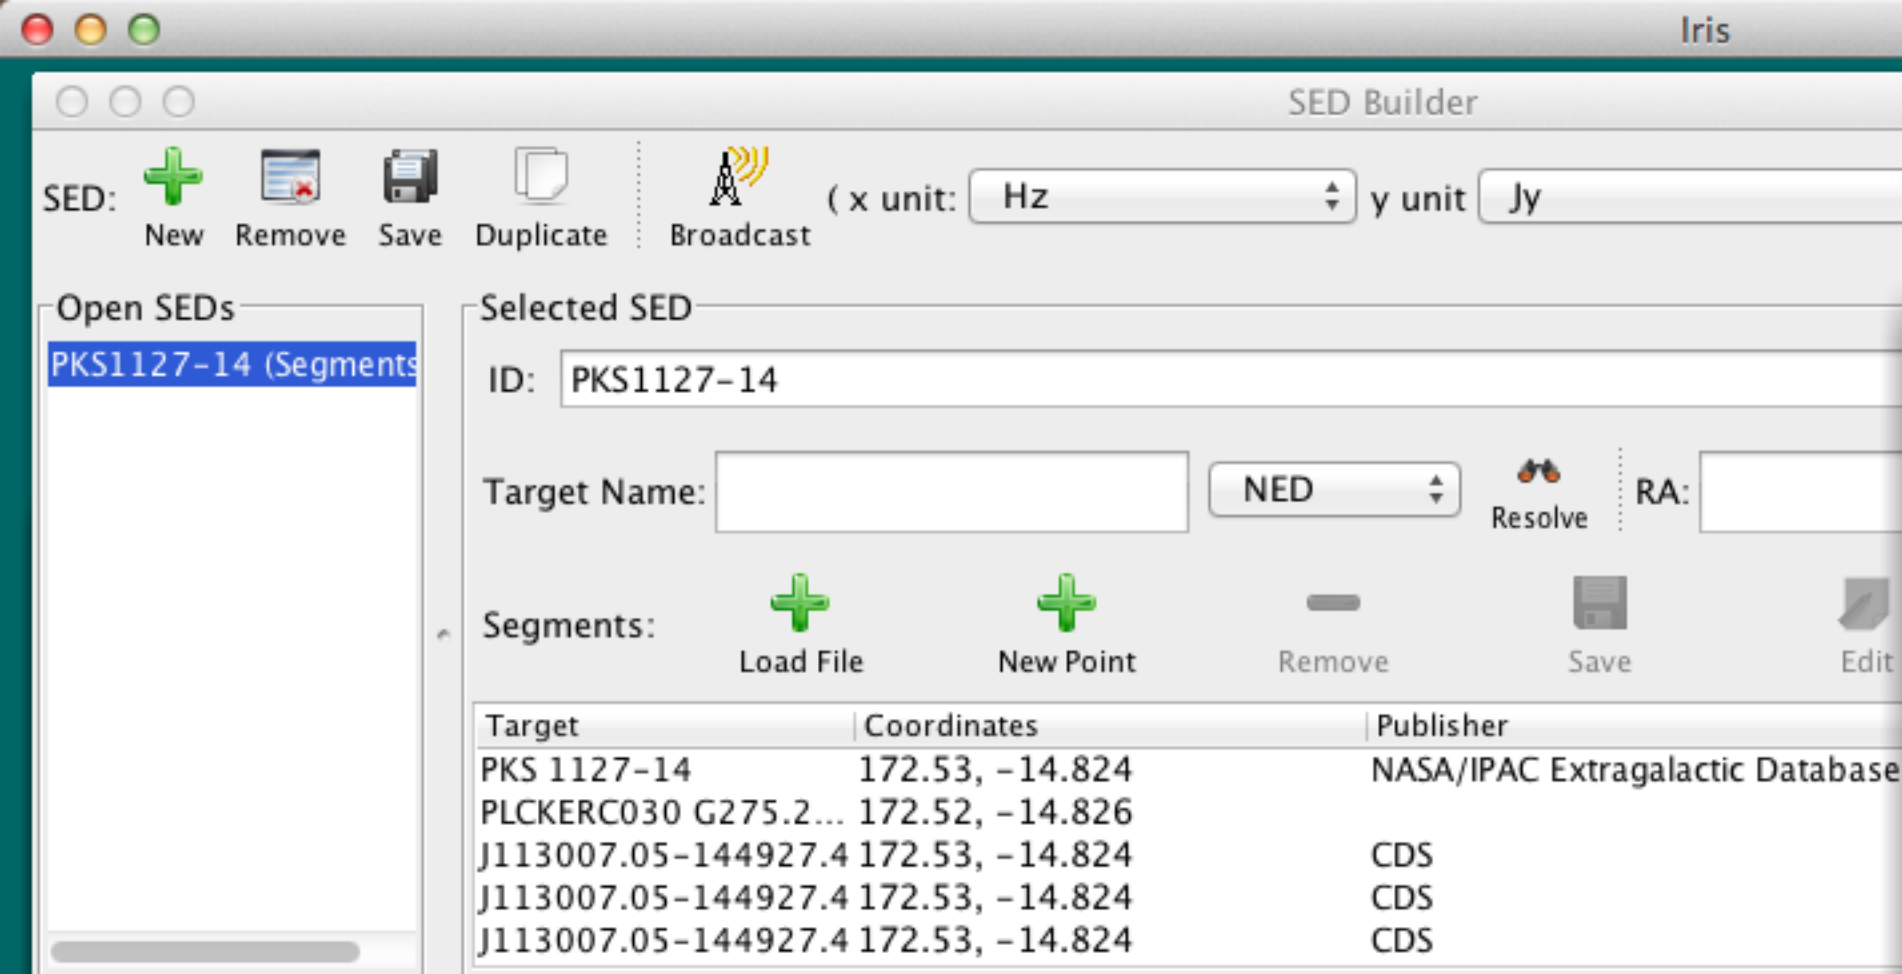 Iris
SED Builder
SED: New Remove Save Duplicate Broadcast ( x unit: Hz y unit Jy
Open SEDs
PKS1127-14 (Segments
Selected SED
ID: PKS1127-14
Target Name: NED Resolve RA:
Segments: Load File New Point Remove Save Edit
Target Coordinates Publisher
PKS 1127-14 172.53, -14.824 NASA/IPAC Extragalactic Database
PLCKERC030 G275.2... 172.52, -14.826
J113007.05-144927.4 172.53, -14.824 CDS
J113007.05-144927.4 172.53, -14.824 CDS
J113007.05-144927.4 172.53, -14.824 CDS